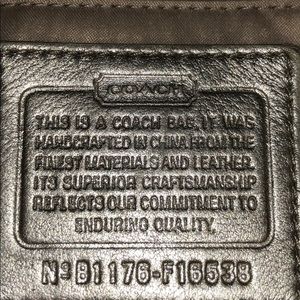 COACH
THIS IS A COACH BAG. IT WAS
HANDCRAFTED IN CHINA FROM THE
FINEST MATERIALS AND LEATHER.
ITS SUPERIOR CRAFTSMANSHIP
REFLECTS OUR COMMITMENT TO
ENDURING QUALITY.
Nº B1176-F16538